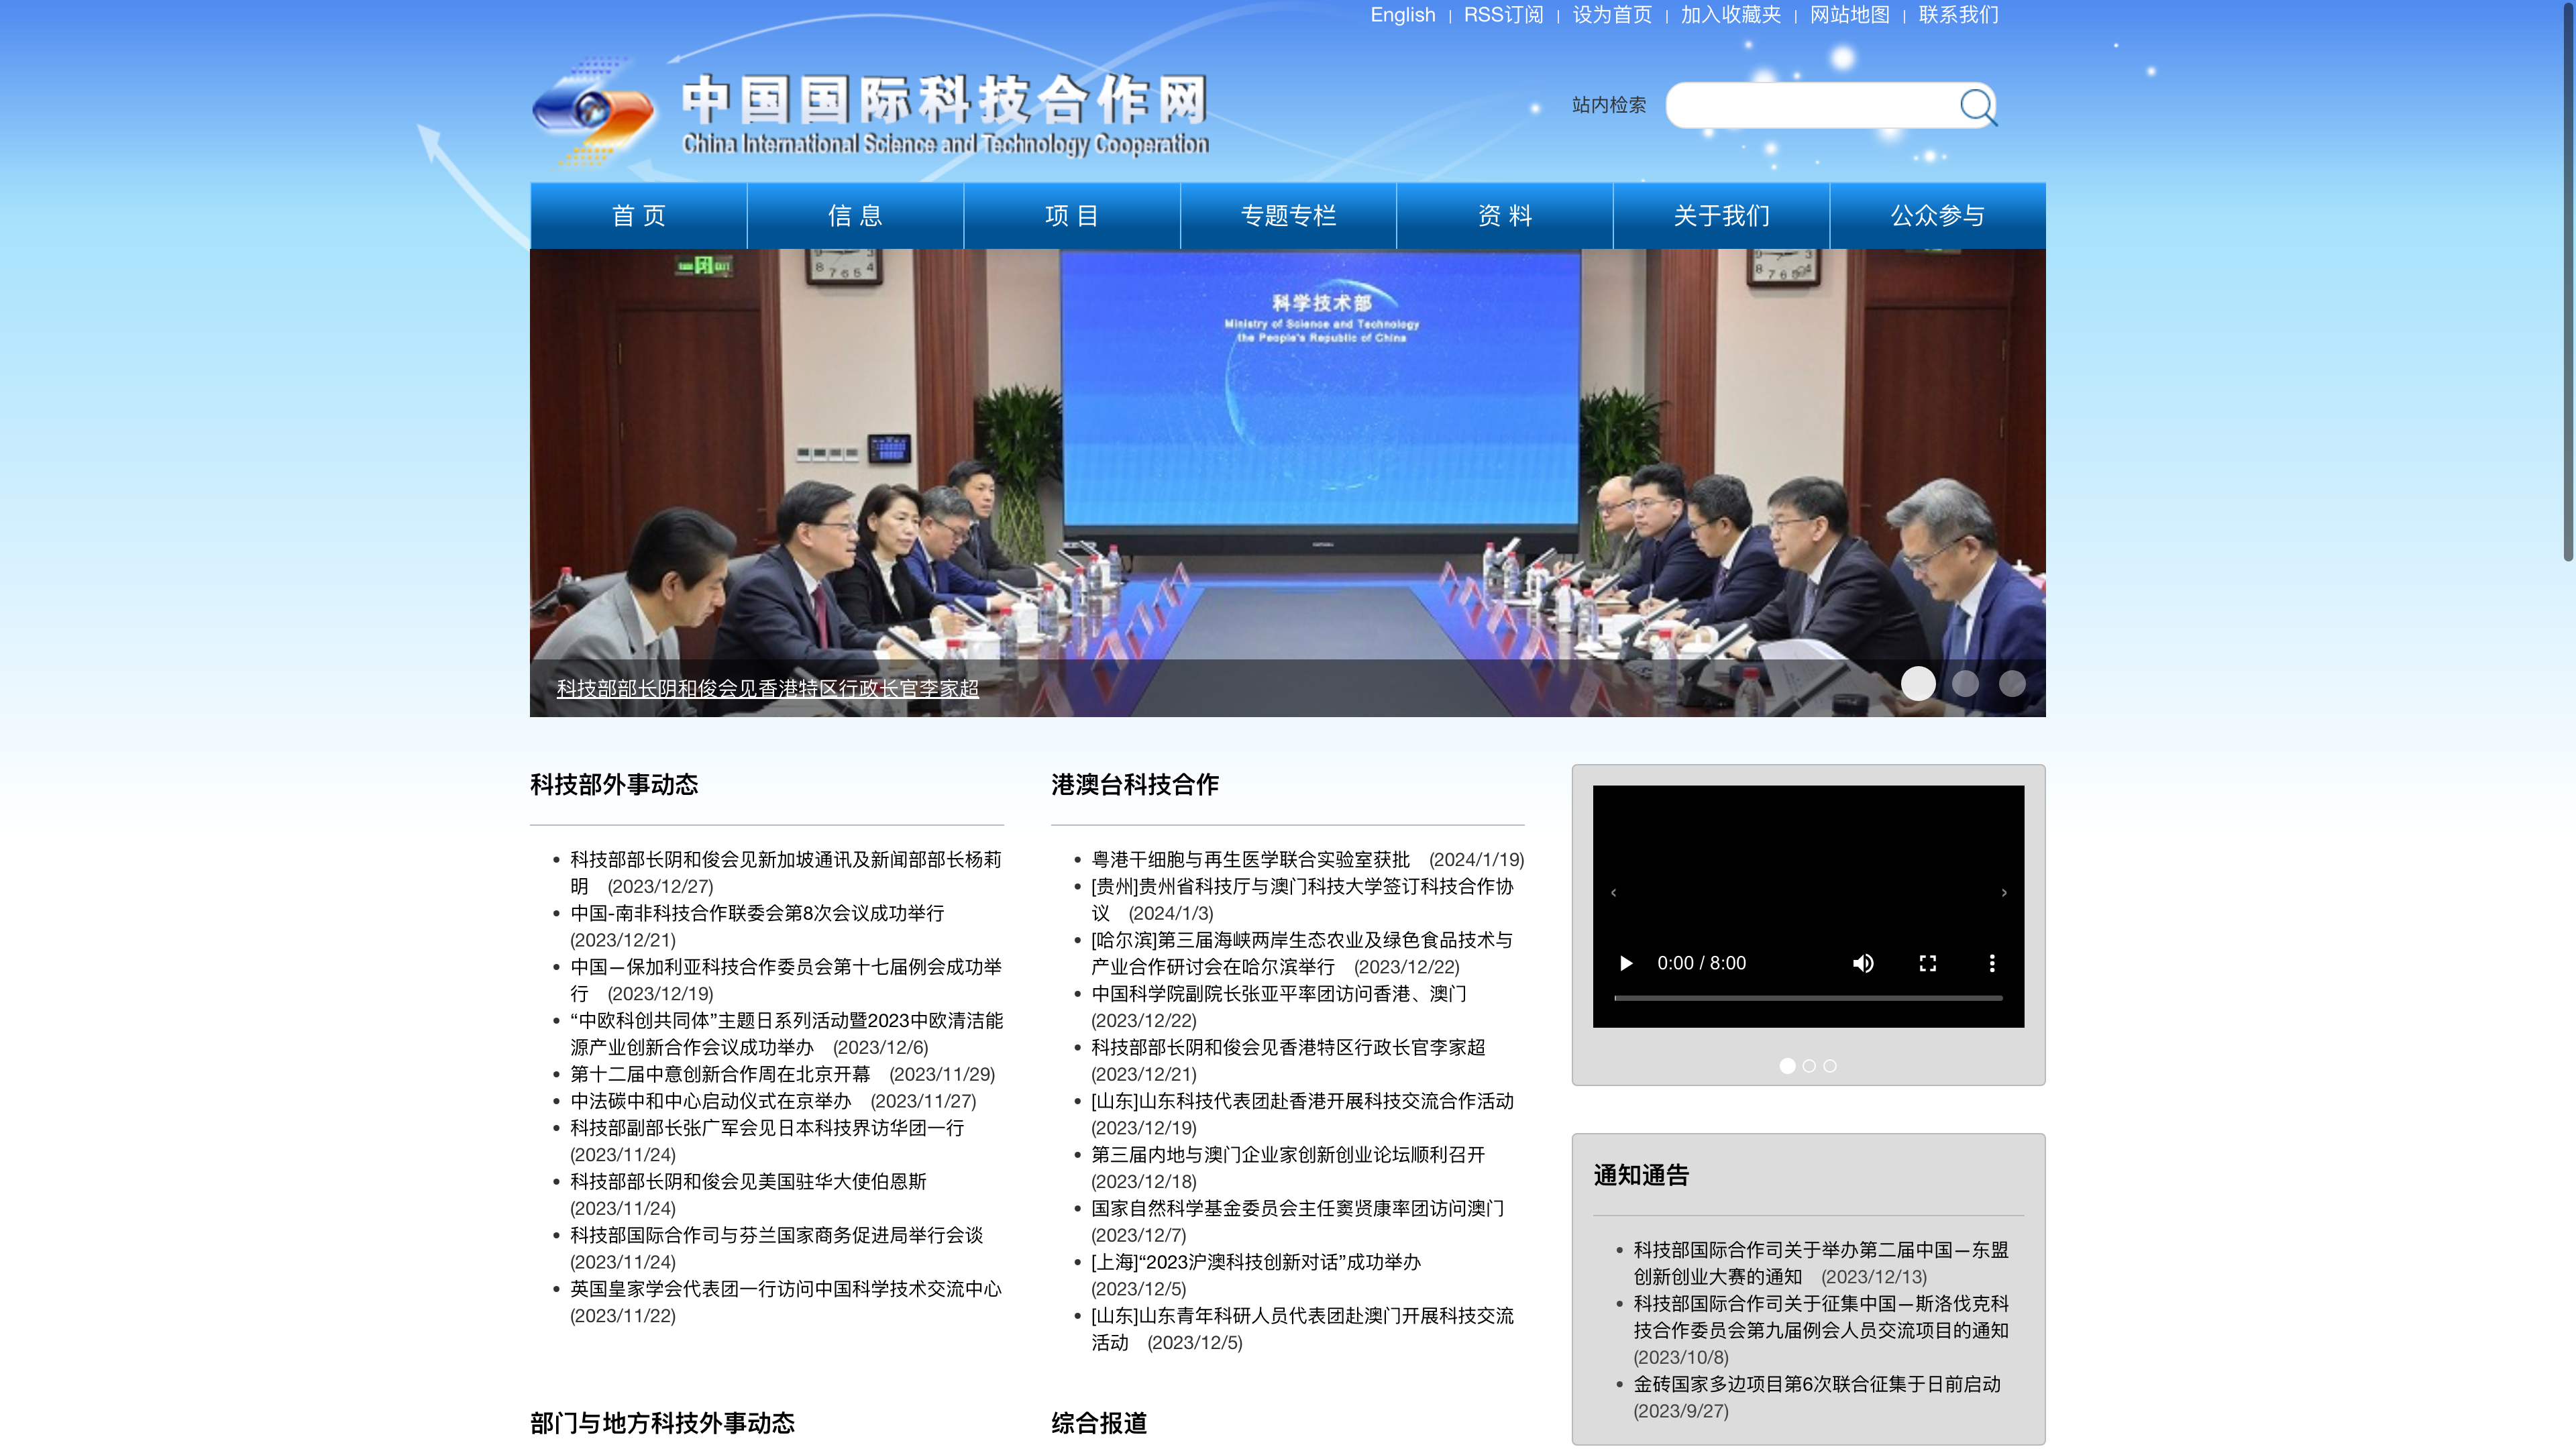 English | RSS订阅 | 设为首页 | 加入收藏夹 | 网站地图 | 联系我们
中国国际科技合作网
China International Science and Technology Cooperation
站内检索
首 页 信 息 项 目 专题专栏 资 料 关于我们 公众参与
科学技术部
Ministry of Science and Technology
the People's Republic of China
科技部部长阴和俊会见香港特区行政长官李家超
科技部外事动态
科技部部长阴和俊会见新加坡通讯及新闻部部长杨莉
明 (2023/12/27)
中国-南非科技合作联委会第8次会议成功举行
(2023/12/21)
中国—保加利亚科技合作委员会第十七届例会成功举
行 (2023/12/19)
“中欧科创共同体”主题日系列活动暨2023中欧清洁能
源产业创新合作会议成功举办 (2023/12/6)
第十二届中意创新合作周在北京开幕 (2023/11/29)
中法碳中和中心启动仪式在京举办 (2023/11/27)
科技部副部长张广军会见日本科技界访华团一行
(2023/11/24)
科技部部长阴和俊会见美国驻华大使伯恩斯
(2023/11/24)
科技部国际合作司与芬兰国家商务促进局举行会谈
(2023/11/24)
英国皇家学会代表团一行访问中国科学技术交流中心
(2023/11/22)
港澳台科技合作
粤港干细胞与再生医学联合实验室获批 (2024/1/19)
[贵州]贵州省科技厅与澳门科技大学签订科技合作协
议 (2024/1/3)
[哈尔滨]第三届海峡两岸生态农业及绿色食品技术与
产业合作研讨会在哈尔滨举行 (2023/12/22)
中国科学院副院长张亚平率团访问香港、澳门
(2023/12/22)
科技部部长阴和俊会见香港特区行政长官李家超
(2023/12/21)
[山东]山东科技代表团赴香港开展科技交流合作活动
(2023/12/19)
第三届内地与澳门企业家创新创业论坛顺利召开
(2023/12/18)
国家自然科学基金委员会主任窦贤康率团访问澳门
(2023/12/7)
[上海]“2023沪澳科技创新对话”成功举办
(2023/12/5)
[山东]山东青年科研人员代表团赴澳门开展科技交流
活动 (2023/12/5)
0:00 / 8:00
通知通告
科技部国际合作司关于举办第二届中国—东盟
创新创业大赛的通知 (2023/12/13)
科技部国际合作司关于征集中国—斯洛伐克科
技合作委员会第九届例会人员交流项目的通知
(2023/10/8)
金砖国家多边项目第6次联合征集于日前启动
(2023/9/27)
部门与地方科技外事动态
综合报道